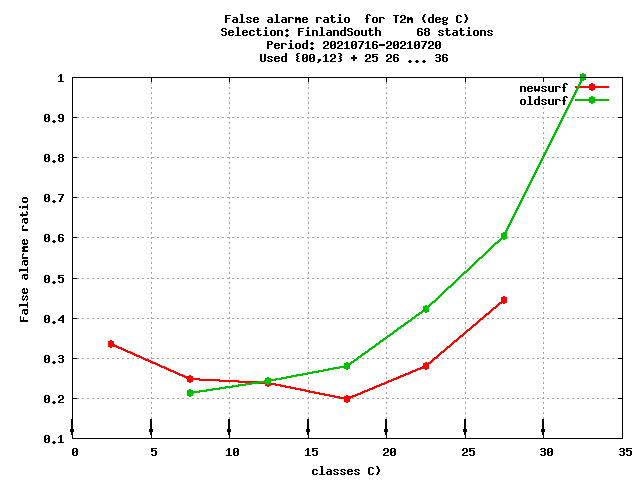 False alarme ratio  for T2m (deg C)
Selection: FinlandSouth     68 stations
Period: 20210716-20210720
Used {00,12} + 25 26 ... 36
newsurf
oldsurf
1
0.9
0.8
0.7
0.6
0.5
0.4
0.3
0.2
0.1
False alarme ratio
0 5 10 15 20 25 30 35
classes C)